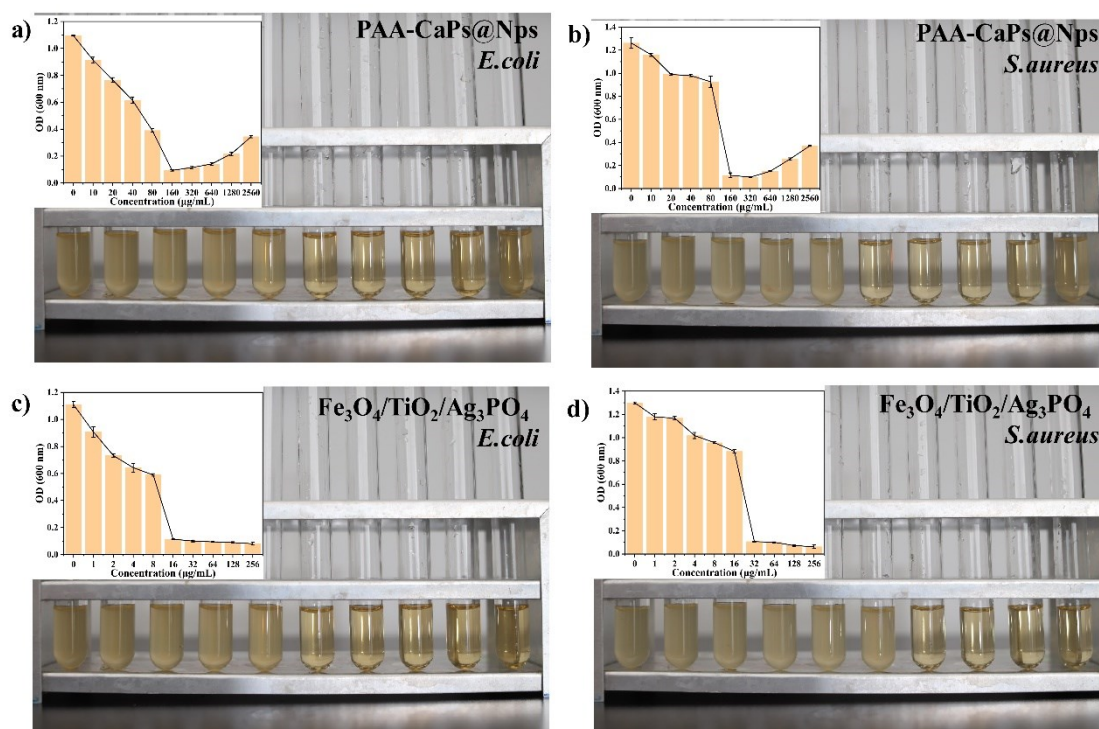 a)
PAA-CaPs@Nps
E.coli
OD (600 nm)
1.2
1.0
0.8
0.6
0.4
0.2
0.0
0 10 20 40 80 160 320 640 1280 2560
Concentration (μg/mL)
b)
PAA-CaPs@Nps
S.aureus
OD (600 nm)
1.4
1.2
1.0
0.8
0.6
0.4
0.2
0.0
0 10 20 40 80 160 320 640 1280 2560
Concentration (μg/mL)
c)
Fe₃O₄/TiO₂/Ag₃PO₄
E.coli
OD (600 nm)
1.2
1.0
0.8
0.6
0.4
0.2
0.0
0 1 2 4 8 16 32 64 128 256
Concentration (μg/mL)
d)
Fe₃O₄/TiO₂/Ag₃PO₄
S.aureus
OD (600 nm)
1.4
1.2
1.0
0.8
0.6
0.4
0.2
0.0
0 1 2 4 8 16 32 64 128 256
Concentration (μg/mL)